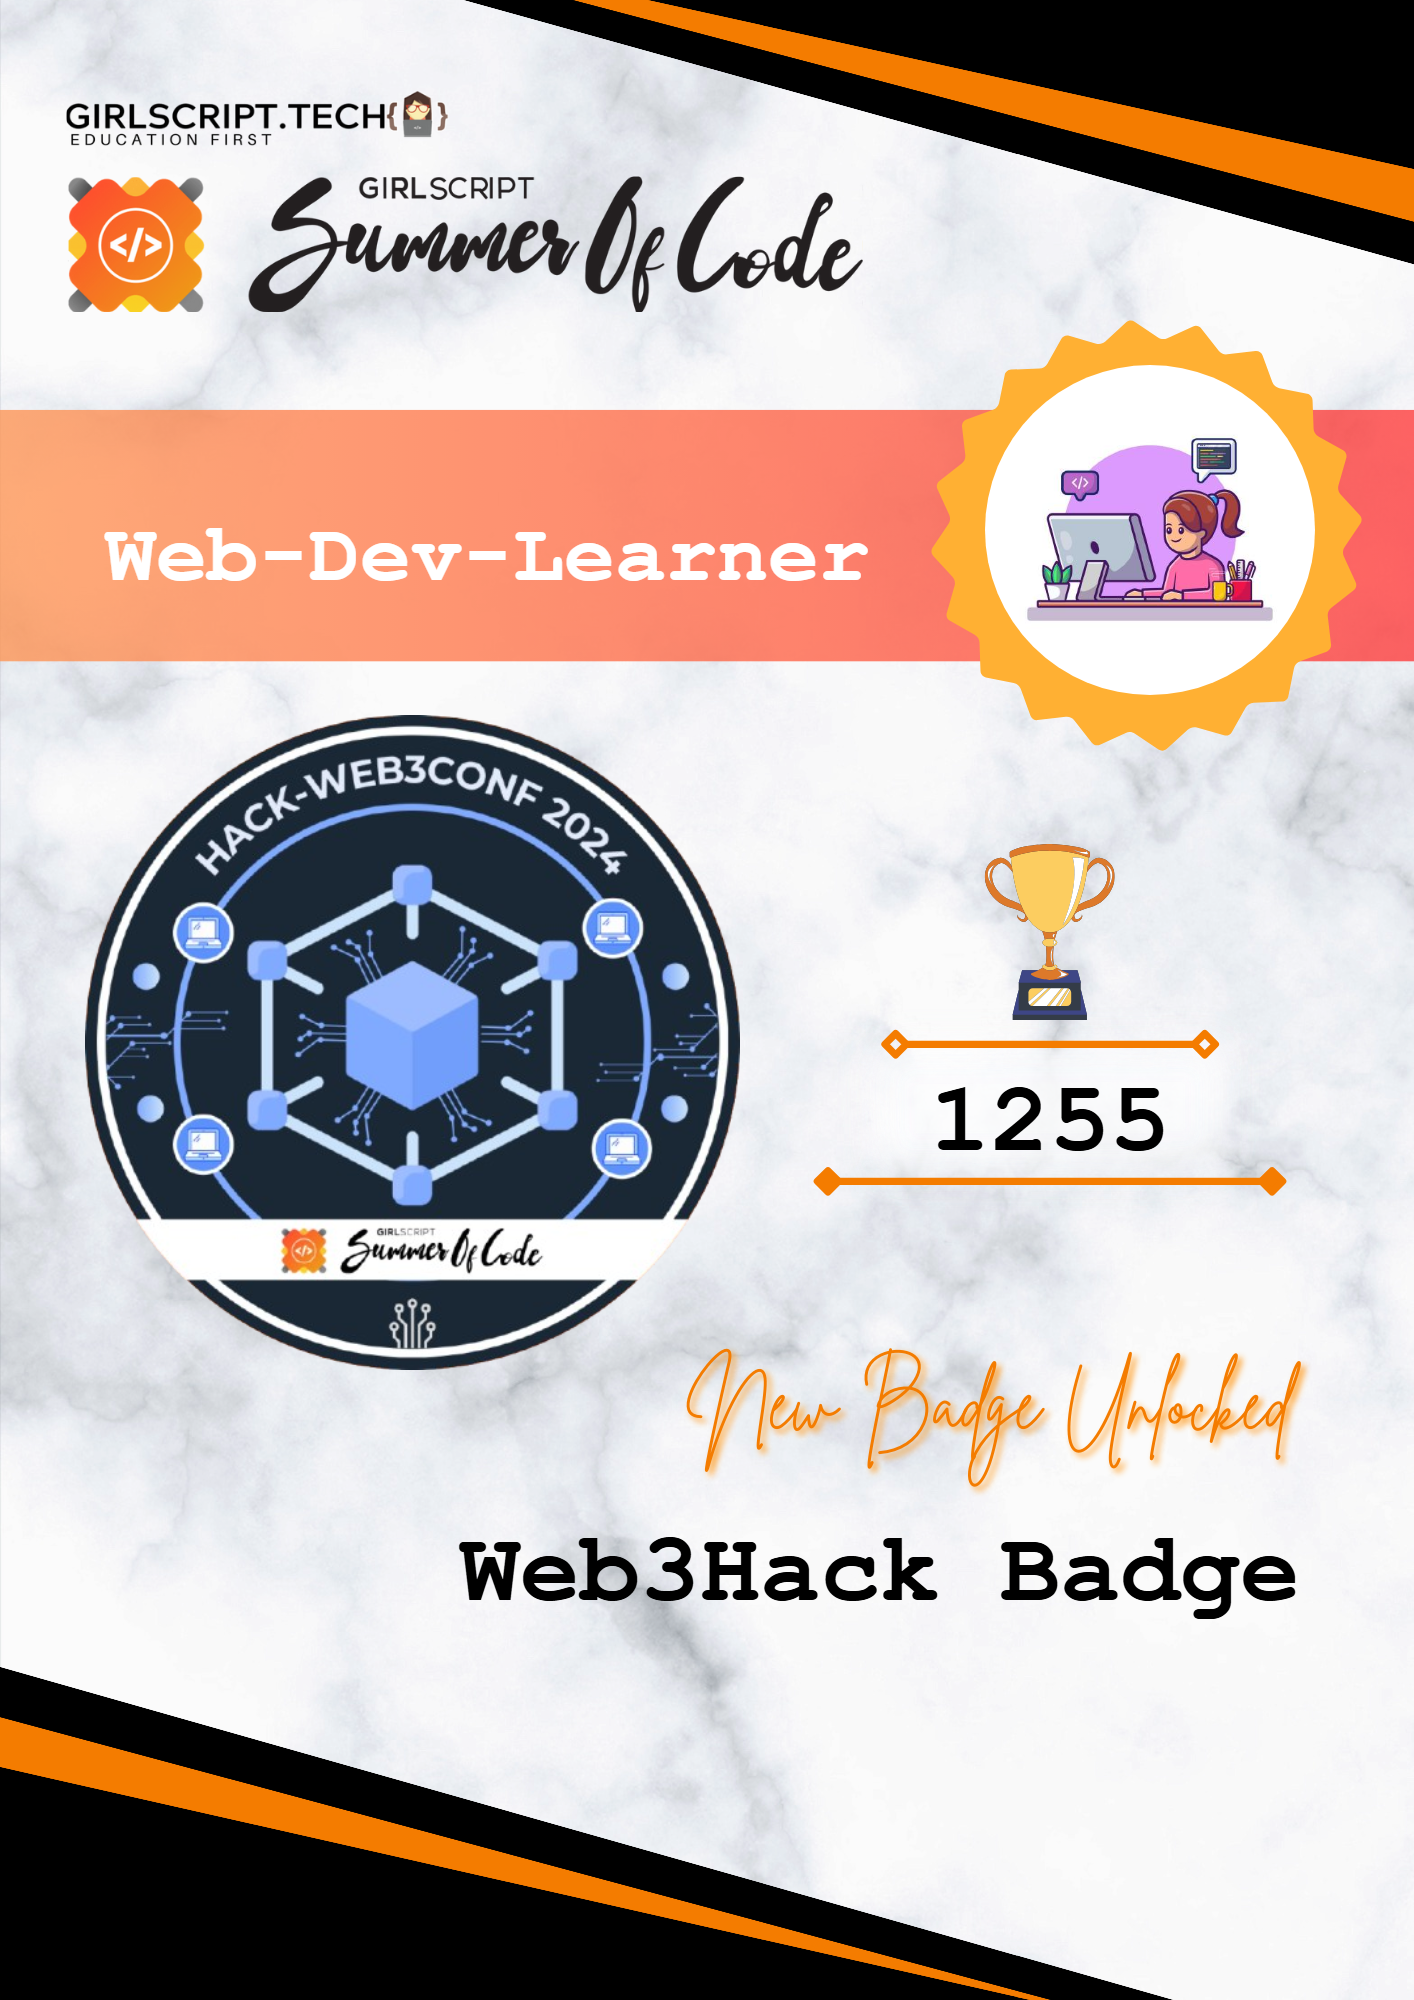 GIRLSCRIPT.TECH{ }
EDUCATION FIRST
GIRLSCRIPT
Summer Of Code
</>
</>
Web-Dev-Learner
HACK-WEB3CONF 2024
1255
</>
GIRLSCRIPT
Summer Of Code
New Badge Unlocked
Web3Hack Badge